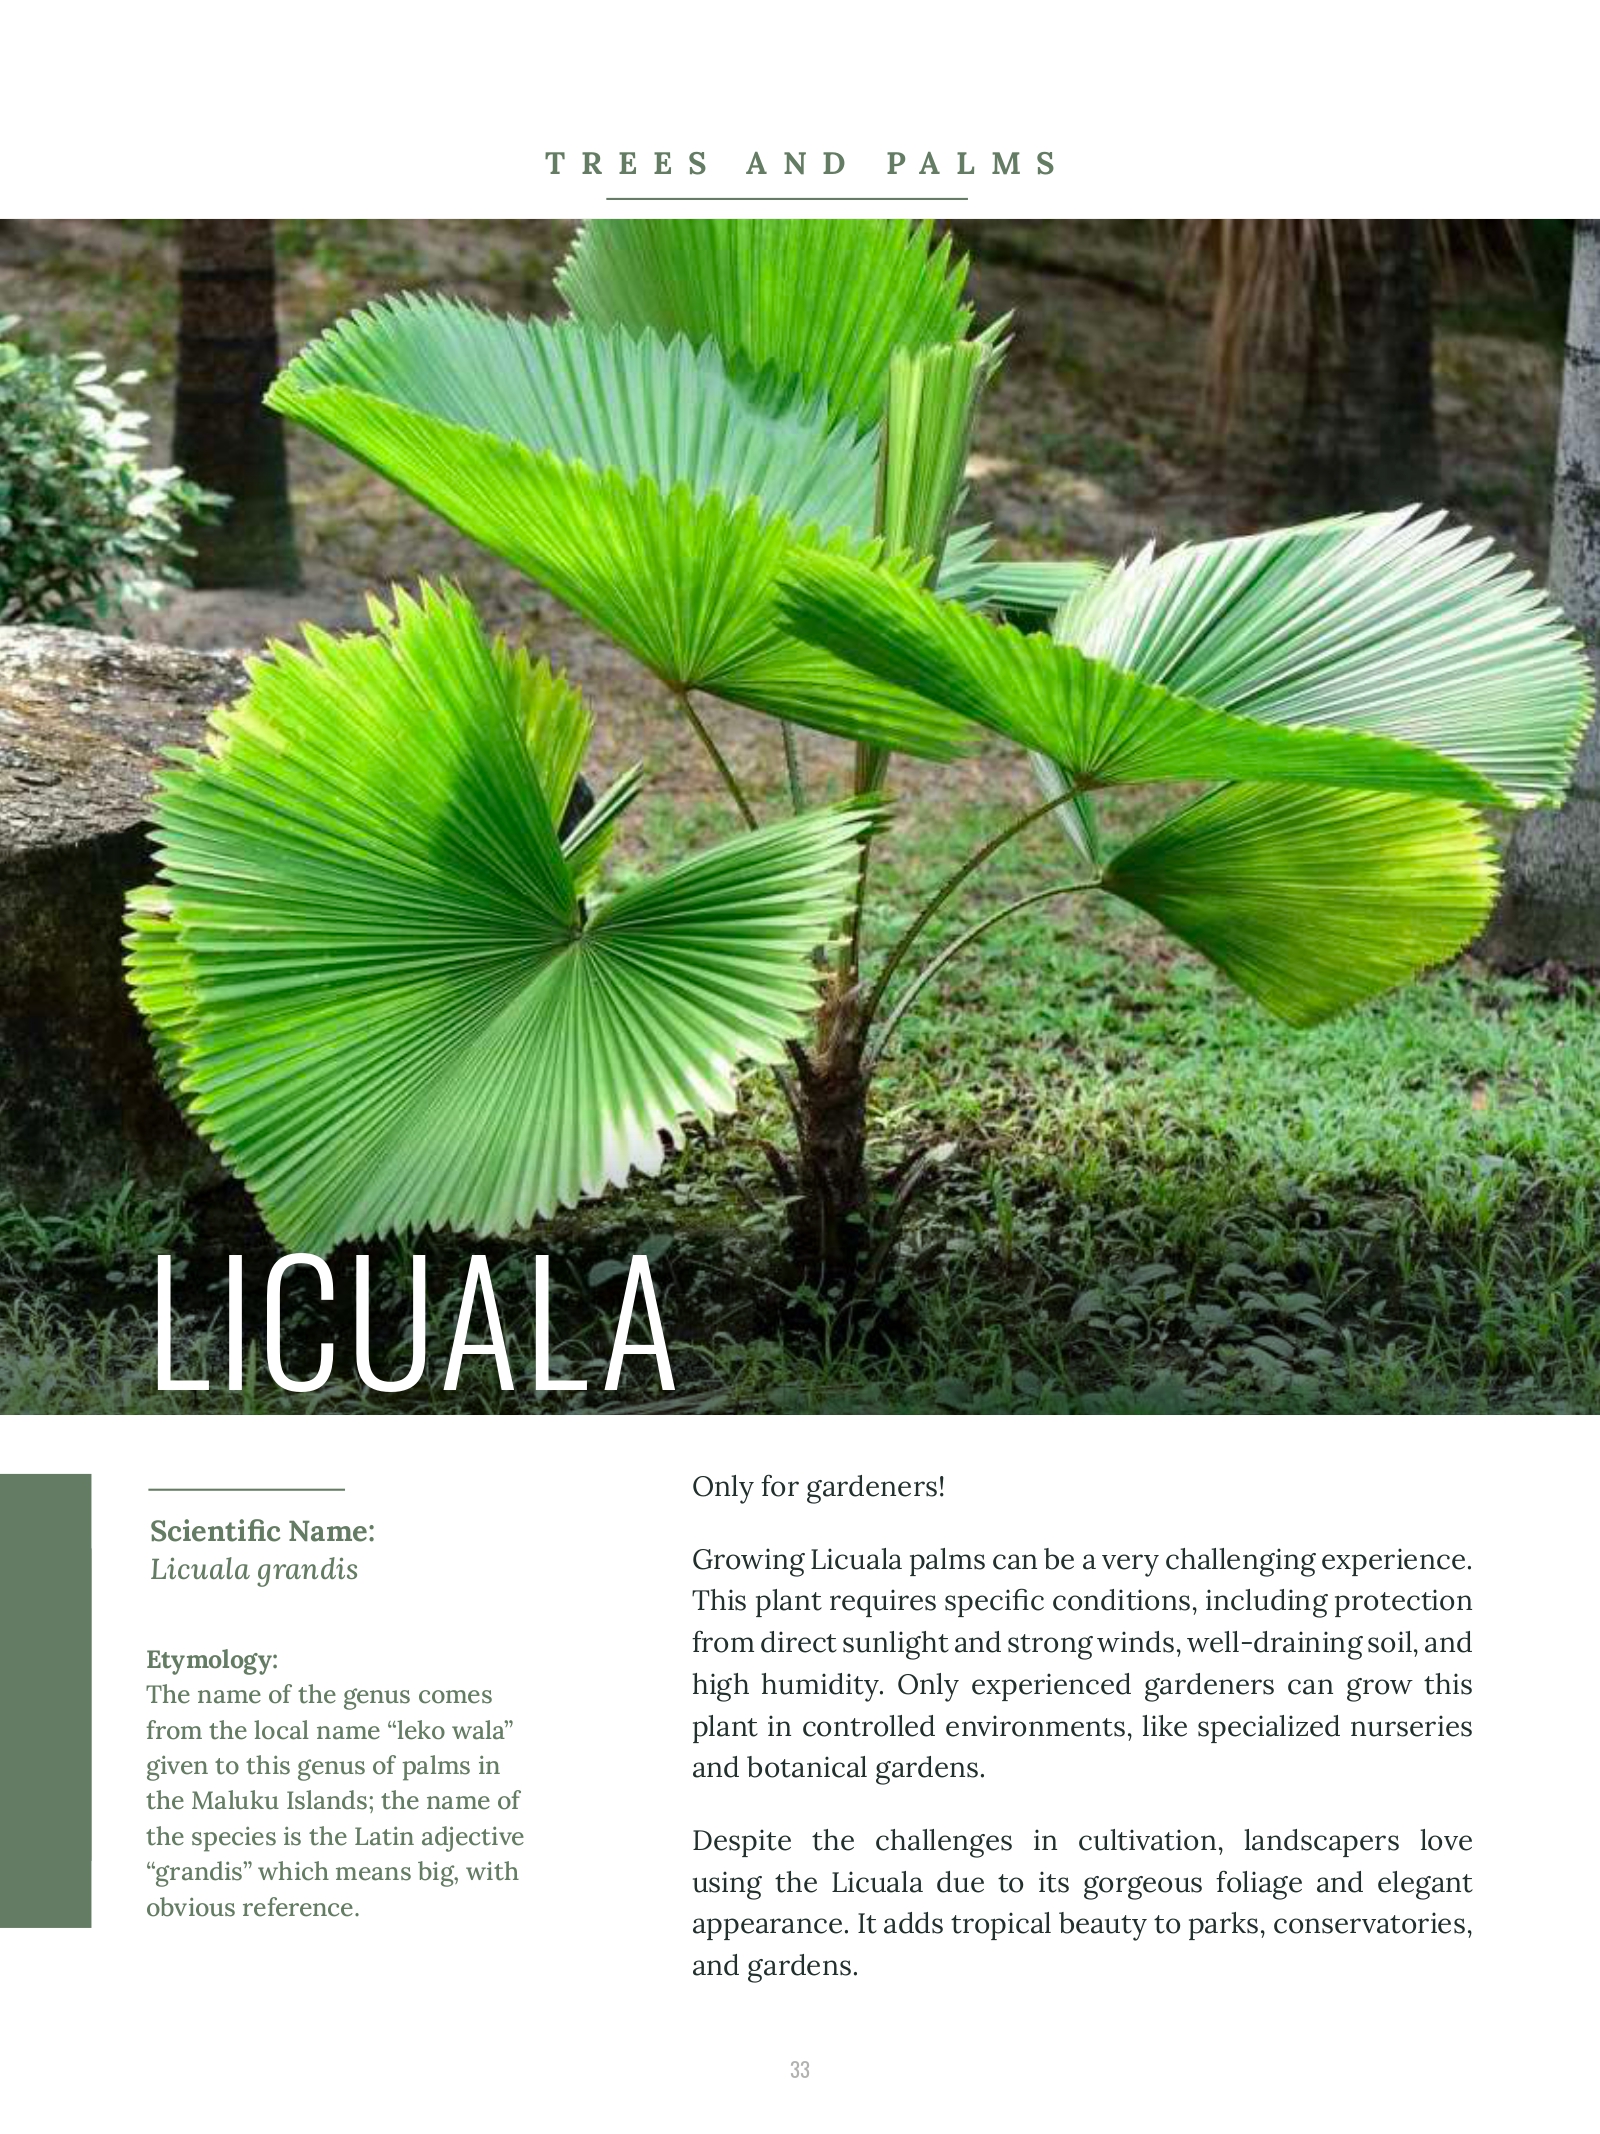 TREES AND PALMS
LICUALA
Scientific Name:
Licuala grandis
Etymology:
The name of the genus comes
from the local name “leko wala”
given to this genus of palms in
the Maluku Islands; the name of
the species is the Latin adjective
“grandis” which means big, with
obvious reference.
Only for gardeners!
Growing Licuala palms can be a very challenging experience.
This plant requires specific conditions, including protection
from direct sunlight and strong winds, well-draining soil, and
high humidity. Only experienced gardeners can grow this
plant in controlled environments, like specialized nurseries
and botanical gardens.
Despite the challenges in cultivation, landscapers love
using the Licuala due to its gorgeous foliage and elegant
appearance. It adds tropical beauty to parks, conservatories,
and gardens.
33